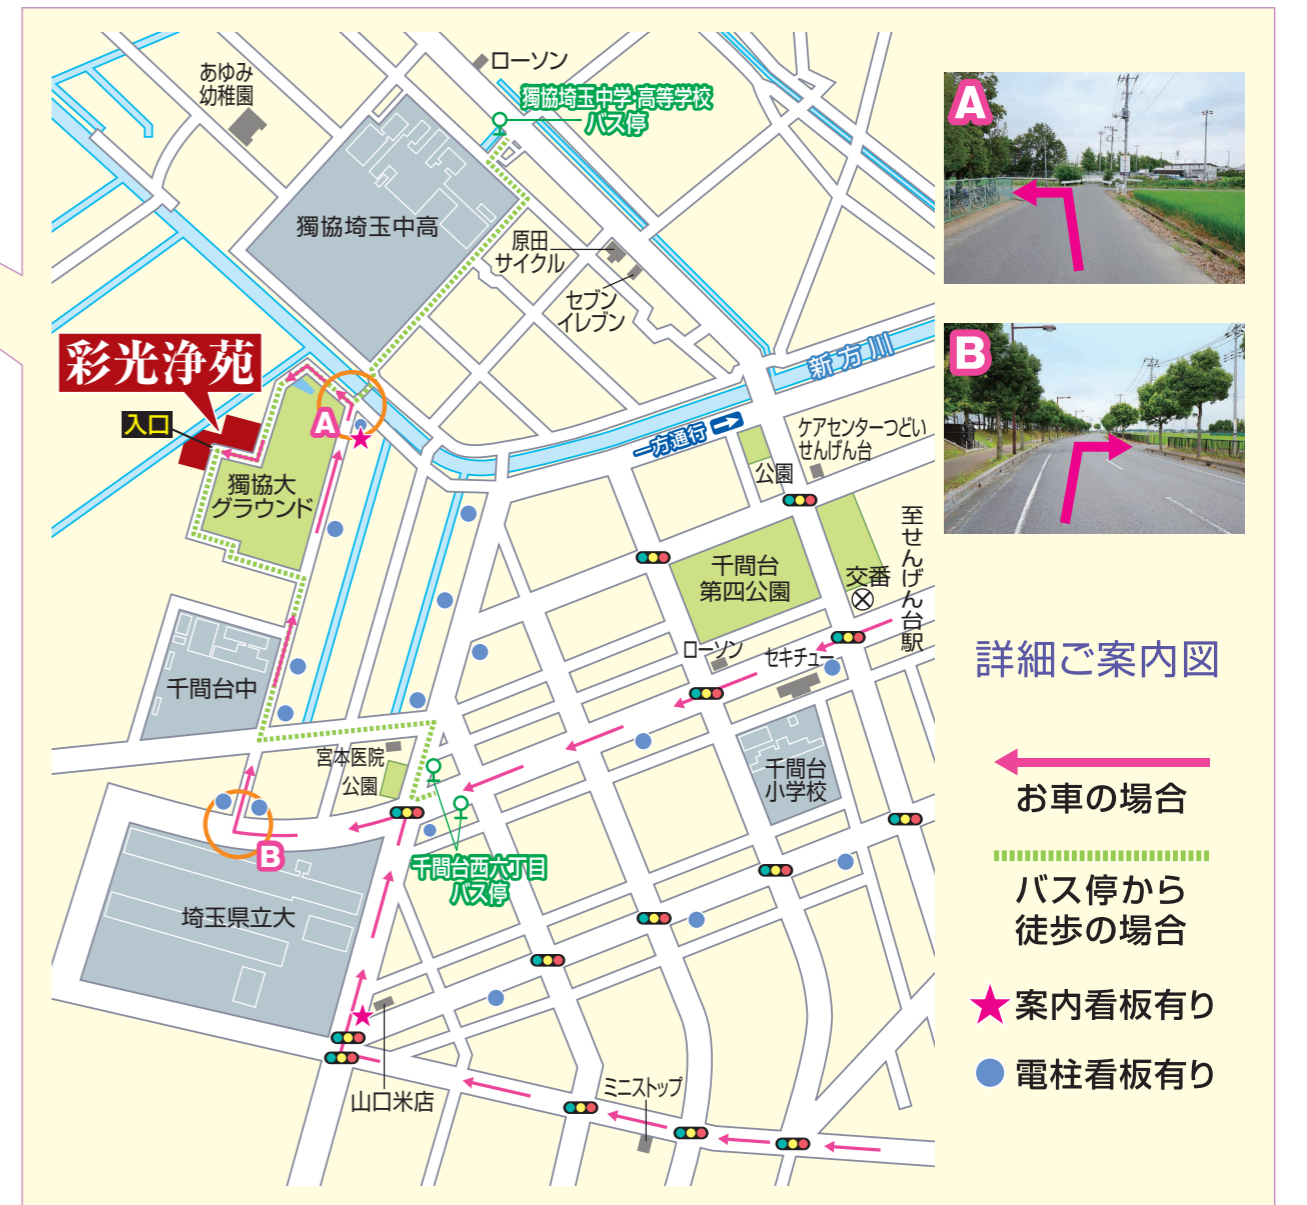 ローソン
あゆみ
幼稚園
獨協埼玉中学・高等学校
バス停
獨協埼玉中高
原田
サイクル
セブン
イレブン
新方川
彩光浄苑
入口
A
一方通行
ケアセンターつどい
せんげん台
公園
獨協大
グラウンド
至せんげん台駅
千間台
第四公園
交番
ローソン
セキチュー
千間台中
宮本医院
公園
千間台
小学校
B
千間台西六丁目
バス停
埼玉県立大
山口米店
ミニストップ
A
B
詳細ご案内図
お車の場合
バス停から
徒歩の場合
案内看板有り
電柱看板有り